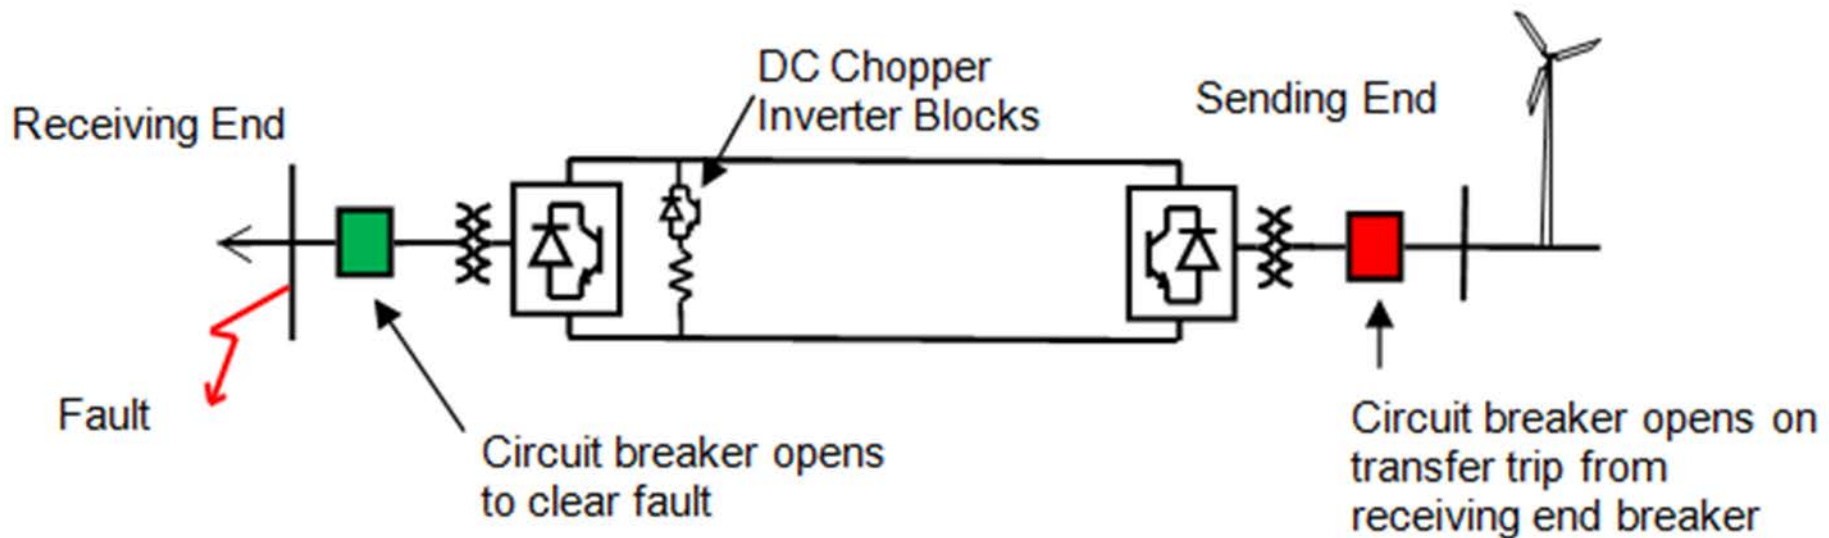 DC Chopper
Inverter Blocks
Sending End
Receiving End
Fault
Circuit breaker opens
to clear fault
Circuit breaker opens on
transfer trip from
receiving end breaker